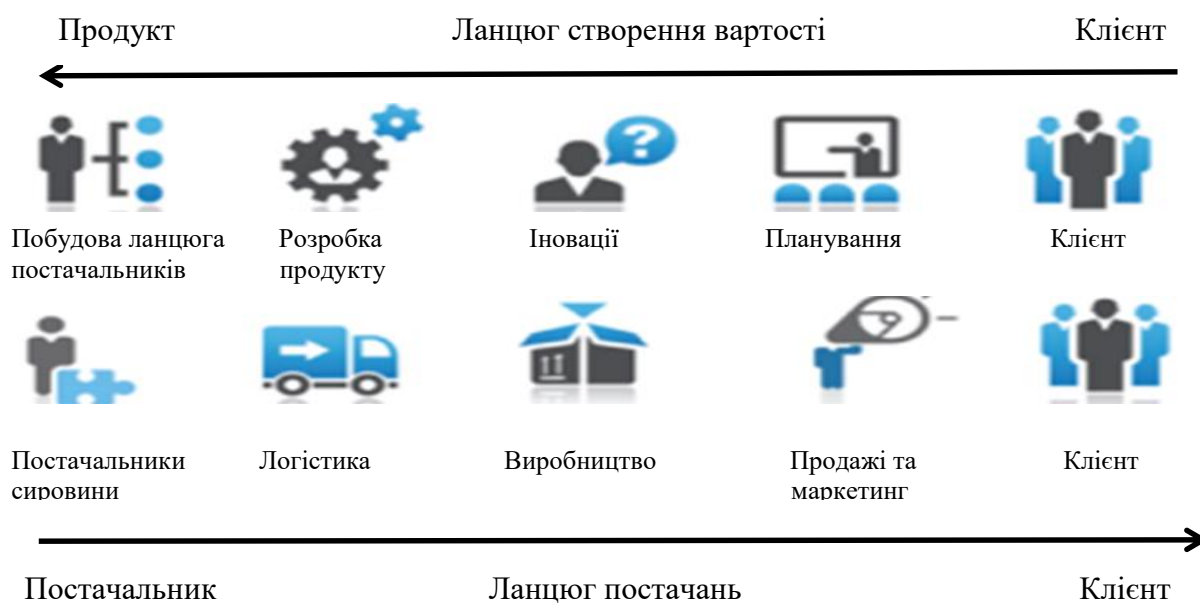 Продукт Ланцюг створення вартості Клієнт
Побудова ланцюга Розробка Іновації Планування Клієнт
постачальників продукту
Постачальники Логістика Виробництво Продажі та Клієнт
сировини маркетинг
Постачальник Ланцюг постачань Клієнт